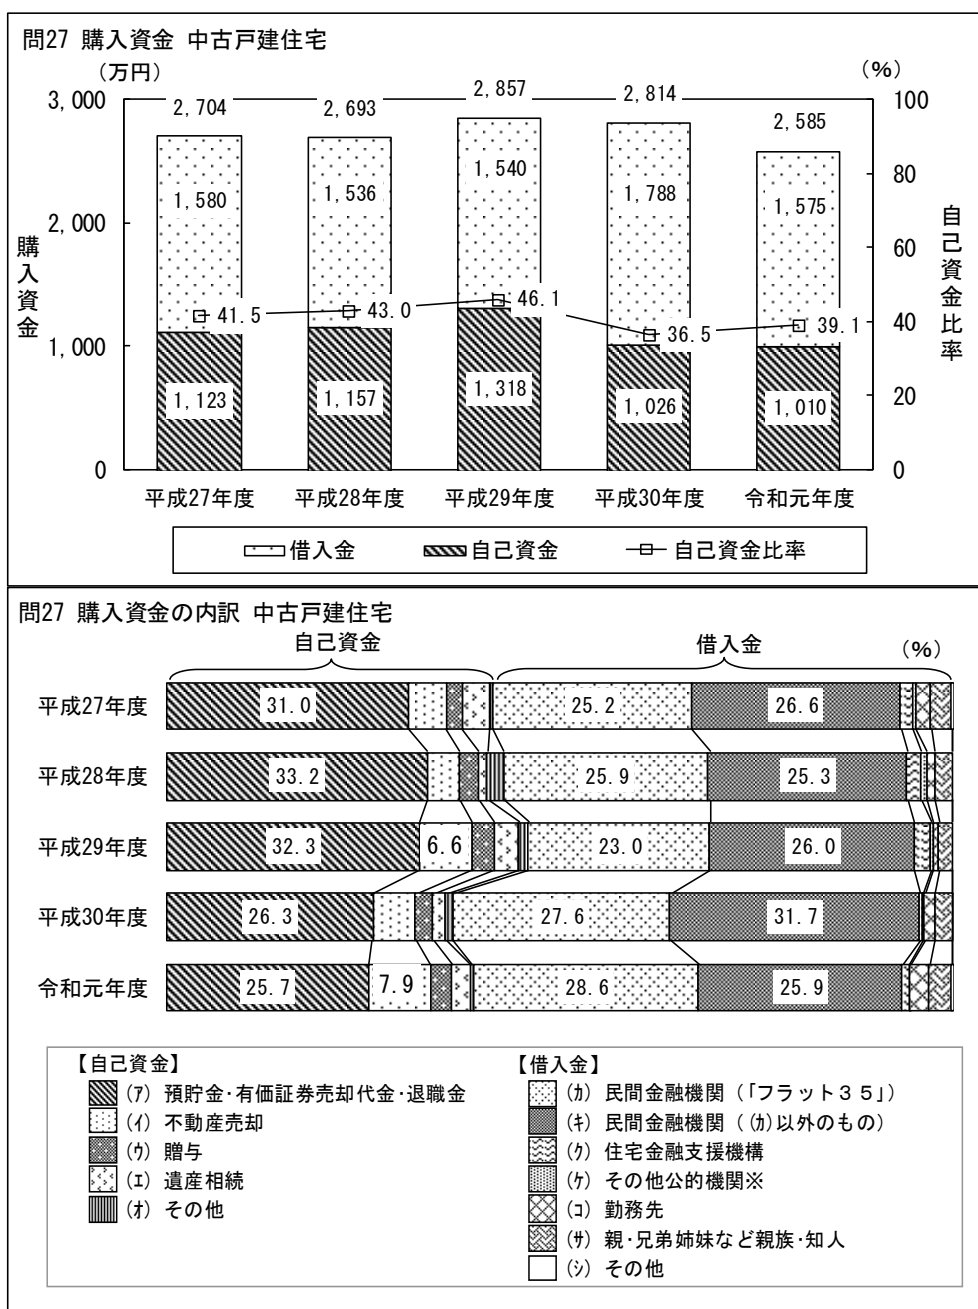 問27 購入資金 中古戸建住宅
(万円)
(%)
3,000
2,000
1,000
0
購入資金
2,704
2,693
2,857
2,814
2,585
1,580
1,536
1,540
1,788
1,575
41.5
43.0
46.1
36.5
39.1
1,123
1,157
1,318
1,026
1,010
100
80
60
40
20
0
自己資金比率
平成27年度
平成28年度
平成29年度
平成30年度
令和元年度
借入金
自己資金
自己資金比率
問27 購入資金の内訳 中古戸建住宅
自己資金
借入金
(%)
平成27年度 31.0 25.2 26.6
平成28年度 33.2 25.9 25.3
平成29年度 32.3 6.6 23.0 26.0
平成30年度 26.3 27.6 31.7
令和元年度 25.7 7.9 28.6 25.9
【自己資金】
(ｱ) 預貯金･有価証券売却代金･退職金
(ｲ) 不動産売却
(ｳ) 贈与
(ｴ) 遺産相続
(ｵ) その他
【借入金】
(ｶ) 民間金融機関(｢フラット３５｣)
(ｷ) 民間金融機関((ｶ)以外のもの)
(ｸ) 住宅金融支援機構
(ｹ) その他公的機関※
(ｺ) 勤務先
(ｻ) 親･兄弟姉妹など親族･知人
(ｼ) その他